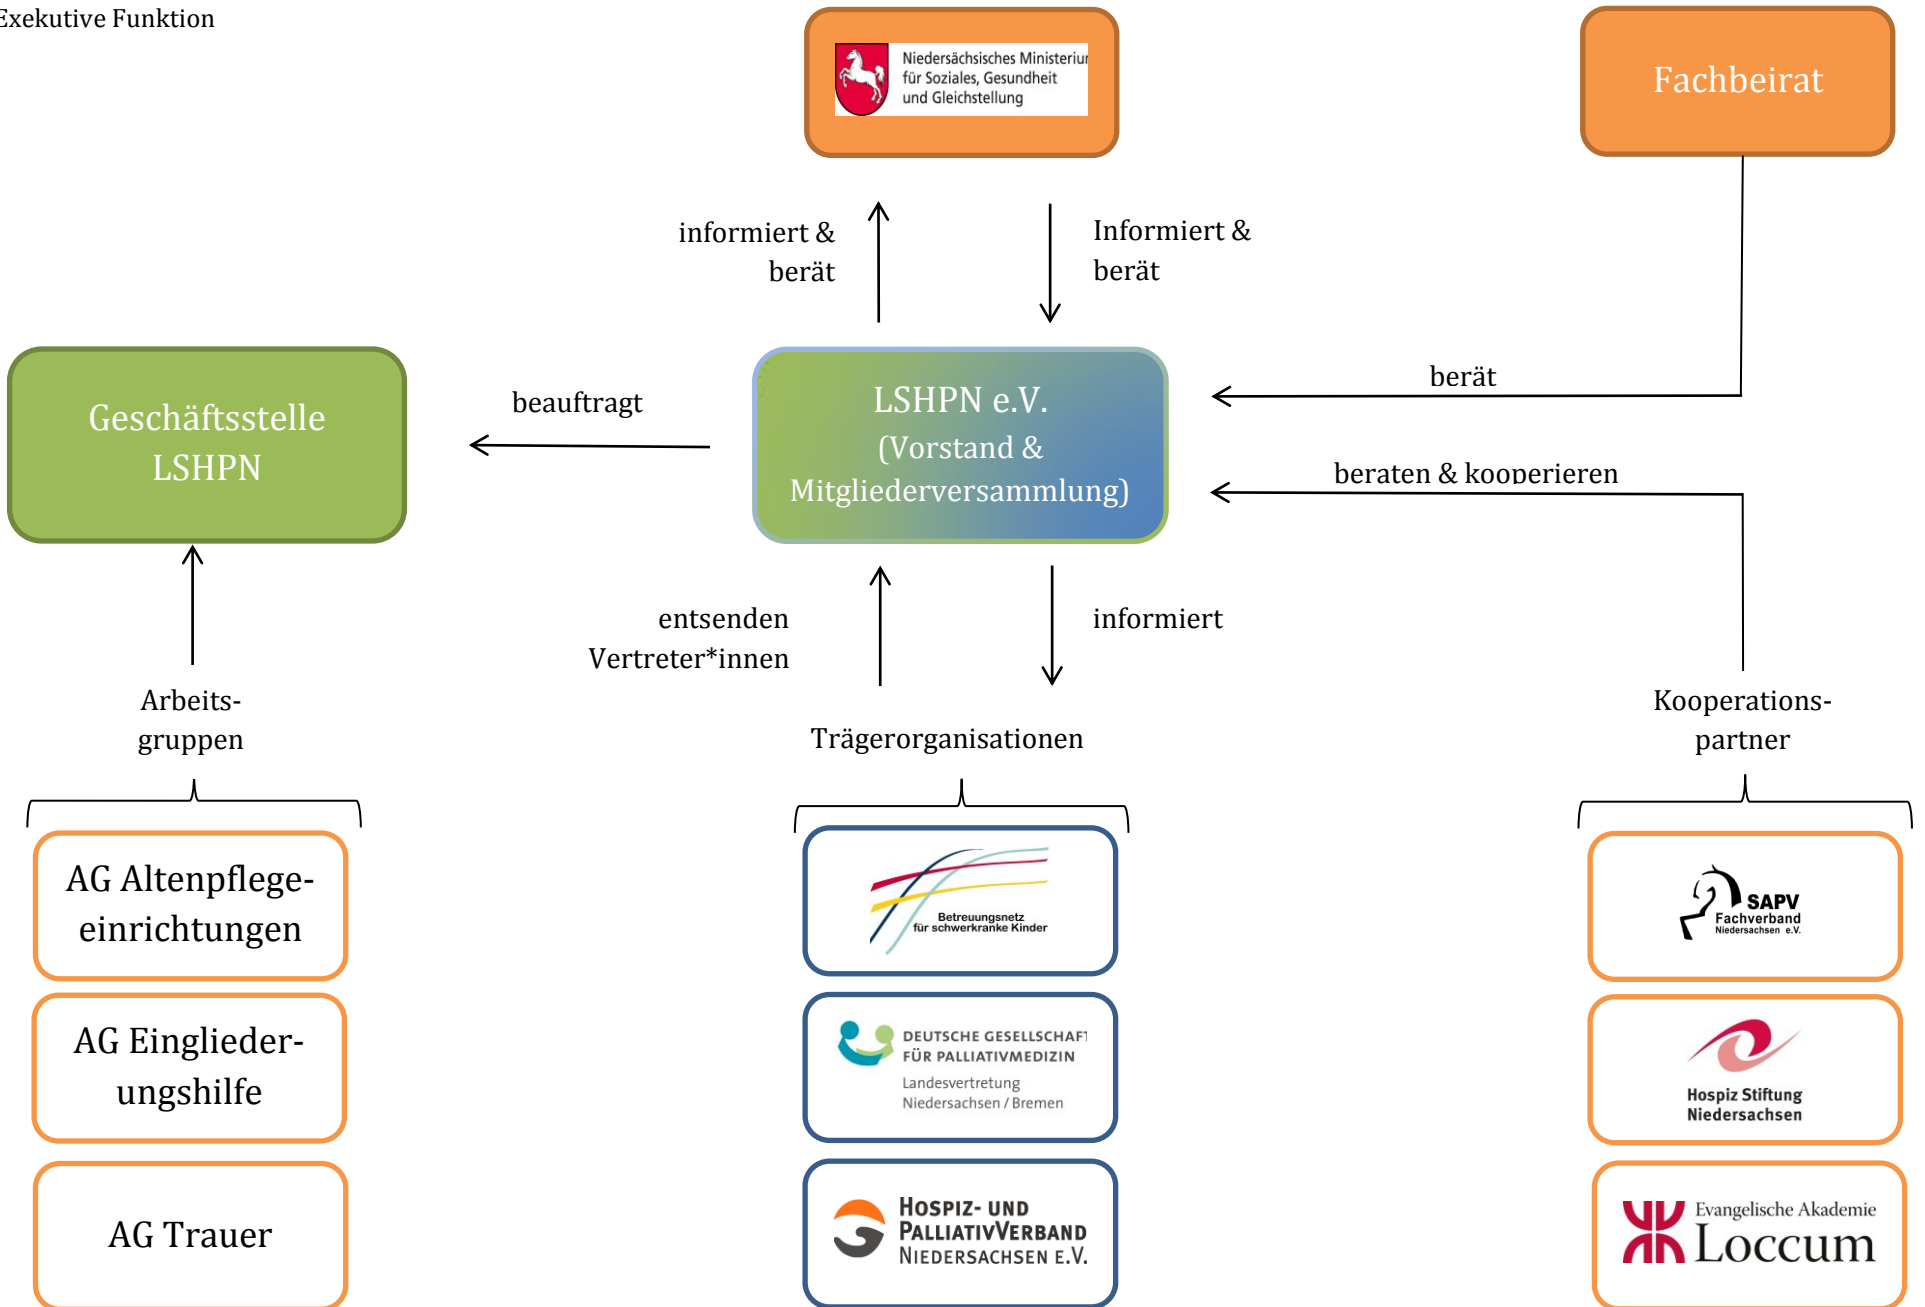 Exekutive Funktion
Niedersächsisches Ministeriu
für Soziales, Gesundheit
und Gleichstellung
Fachbeirat
informiert &
berät
Informiert &
berät
Geschäftsstelle
LSHPN
beauftragt
LSHPN e.V.
(Vorstand &
Mitgliederversammlung)
berät
beraten & kooperieren
entsenden
Vertreter*innen
informiert
Arbeits-
gruppen
Trägerorganisationen
Kooperations-
partner
AG Altenpflege-
einrichtungen
AG Einglieder-
ungshilfe
AG Trauer
Betreuungsnetz
für schwerkranke Kinder
DEUTSCHE GESELLSCHAFT
FÜR PALLIATIVMEDIZIN
Landesvertretung
Niedersachsen / Bremen
HOSPIZ- UND
PALLIATIVVERBAND
NIEDERSACHSEN E.V.
SAPV
Fachverband
Niedersachsen e.V.
Hospiz Stiftung
Niedersachsen
Evangelische Akademie
Loccum